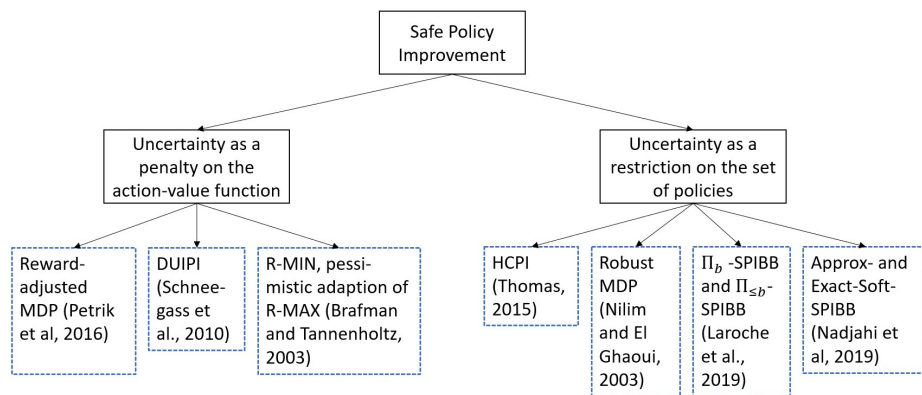 Safe Policy
Improvement
Uncertainty as a
penalty on the
action-value function
Uncertainty as a
restriction on the set
of policies
Reward-
adjusted
MDP (Petrik
et al, 2016)
DUIPI
(Schnee-
gass et
al., 2010)
R-MIN, pessi-
mistic adaption of
R-MAX (Brafman
and Tannenholtz,
2003)
HCPI
(Thomas,
2015)
Robust
MDP
(Nilim
and El
Ghaoui,
2003)
Π_b -SPIBB
and Π_≤b-
SPIBB
(Laroche
et al.,
2019)
Approx- and
Exact-Soft-
SPIBB
(Nadjahi et
al, 2019)